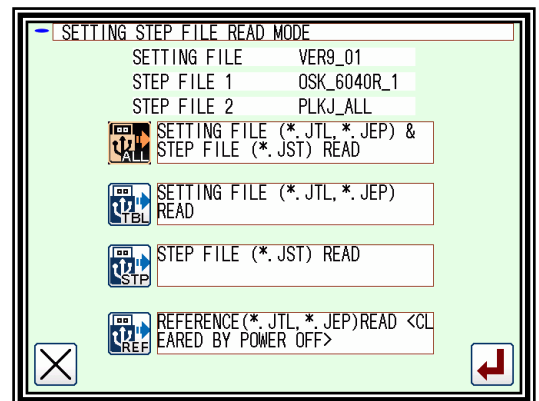 SETTING STEP FILE READ MODE
SETTING FILE VER9_01
STEP FILE 1 OSK_6040R_1
STEP FILE 2 PLKJ_ALL
ALL
SETTING FILE (*.JTL,*.JEP) &
STEP FILE (*.JST) READ
TBL
SETTING FILE (*.JTL,*.JEP)
READ
STP
STEP FILE (*.JST) READ
REF
REFERENCE(*.JTL,*.JEP)READ <CL
EARED BY POWER OFF>